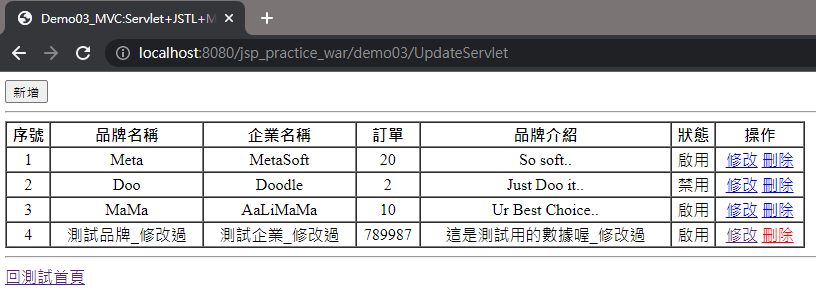 Demo03_MVC:Servlet+JSTL+M
localhost:8080/jsp_practice_war/demo03/UpdateServlet
新增
序號 品牌名稱 企業名稱 訂單 品牌介紹 狀態 操作
1 Meta MetaSoft 20 So soft.. 啟用 修改 刪除
2 Doo Doodle 2 Just Doo it.. 禁用 修改 刪除
3 MaMa AaLiMaMa 10 Ur Best Choice.. 啟用 修改 刪除
4 測試品牌_修改過 測試企業_修改過 789987 這是測試用的數據喔_修改過 啟用 修改 刪除
回測試首頁